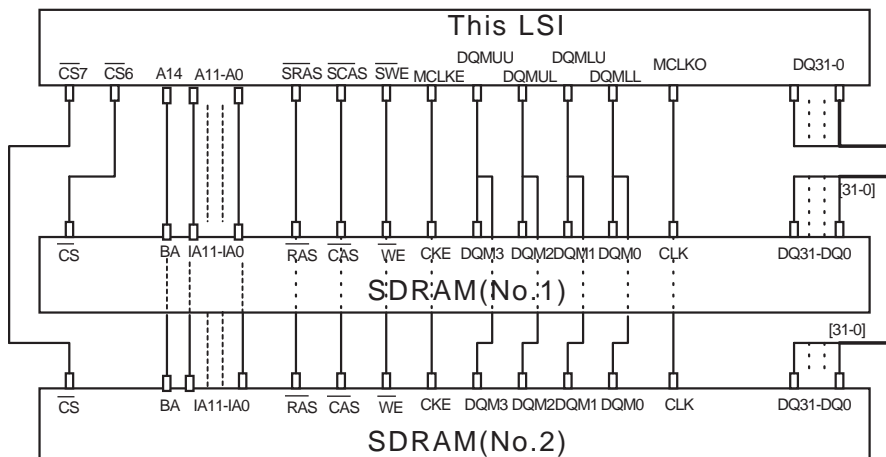 This LSI
CS7 CS6 A14 A11-A0 SRAS SCAS SWE MCLKE DQMUU DQMUL DQMLU DQMLL MCLKO DQ31-0
[31-0]
CS BA IA11-IA0 RAS CAS WE CKE DQM3 DQM2 DQM1 DQM0 CLK DQ31-DQ0
SDRAM(No.1)
[31-0]
CS BA IA11-IA0 RAS CAS WE CKE DQM3 DQM2 DQM1 DQM0 CLK DQ31-DQ0
SDRAM(No.2)